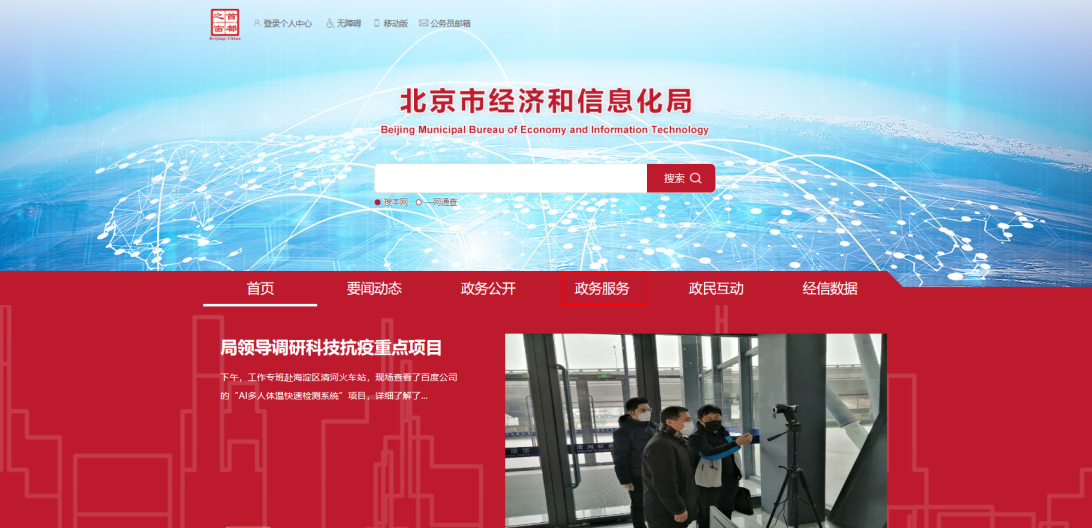 首都之窗
Beijing-China
登录个人中心 无障碍 移动版 公务员邮箱
北京市经济和信息化局
Beijing Municipal Bureau of Economy and Information Technology
搜索
搜本网 一网通查
首页 要闻动态 政务公开 政务服务 政民互动 经信数据
局领导调研科技抗疫重点项目
下午，工作专班赴海淀区清河火车站，现场查看了百度公司
的“AI多人体温快速检测系统”项目，详细了解了...